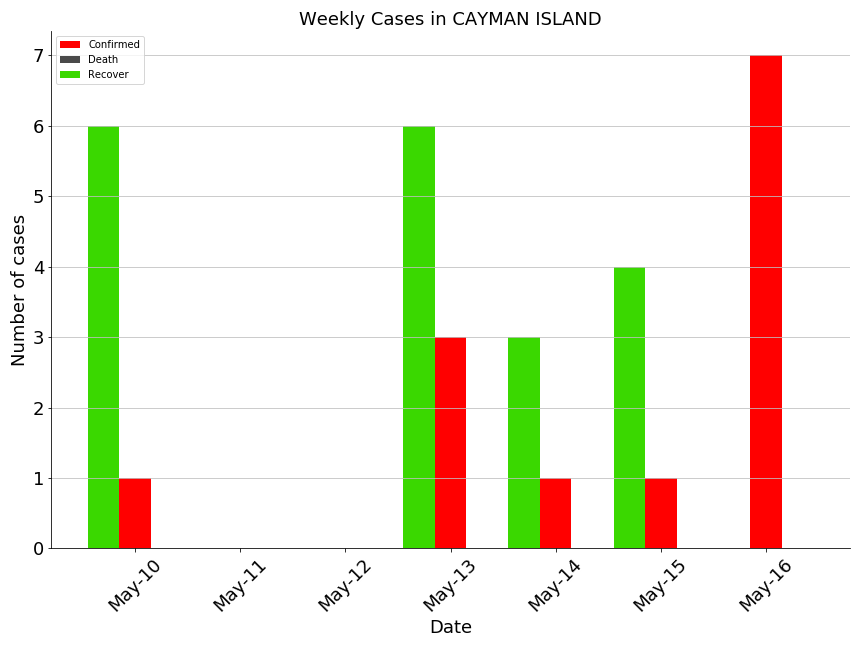 Weekly Cases in CAYMAN ISLAND
Confirmed
Death
Recover
Number of cases
7
6
5
4
3
2
1
0
May-10
May-11
May-12
May-13
May-14
May-15
May-16
Date